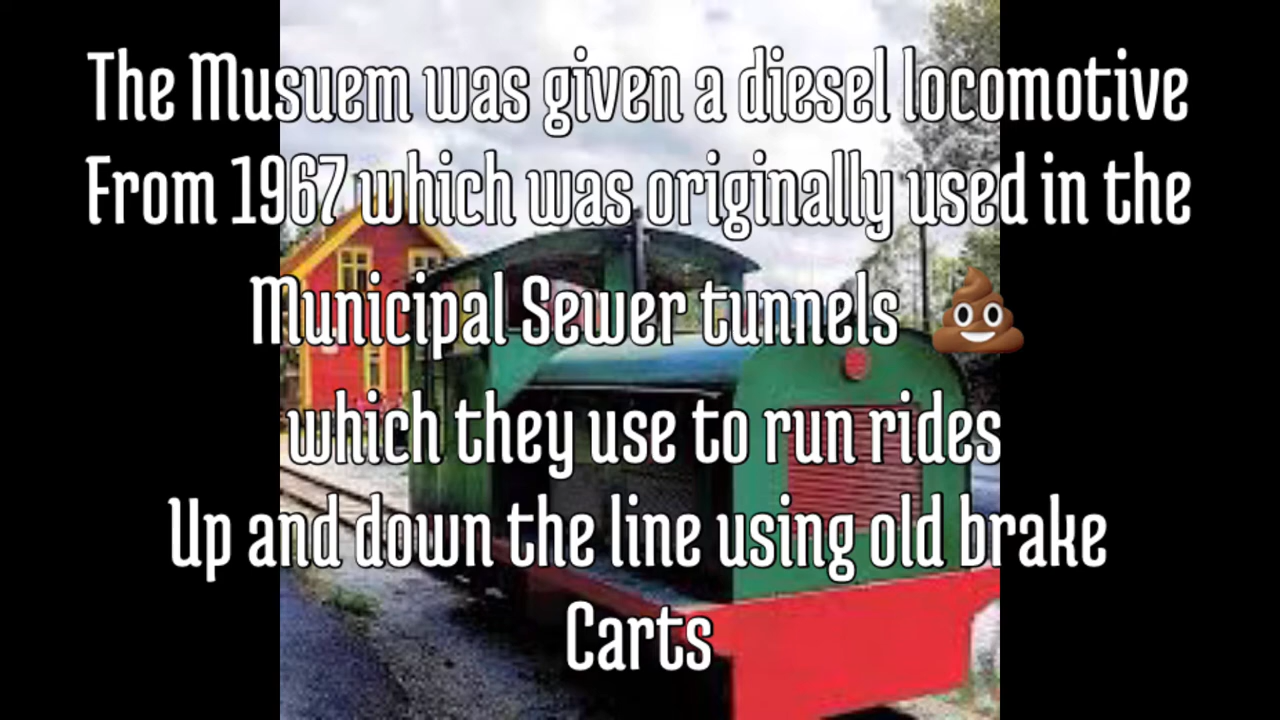 The Musuem was given a diesel locomotive
From 1967 which was originally used in the
Municipal Sewer tunnels 💩
which they use to run rides
Up and down the line using old brake
Carts